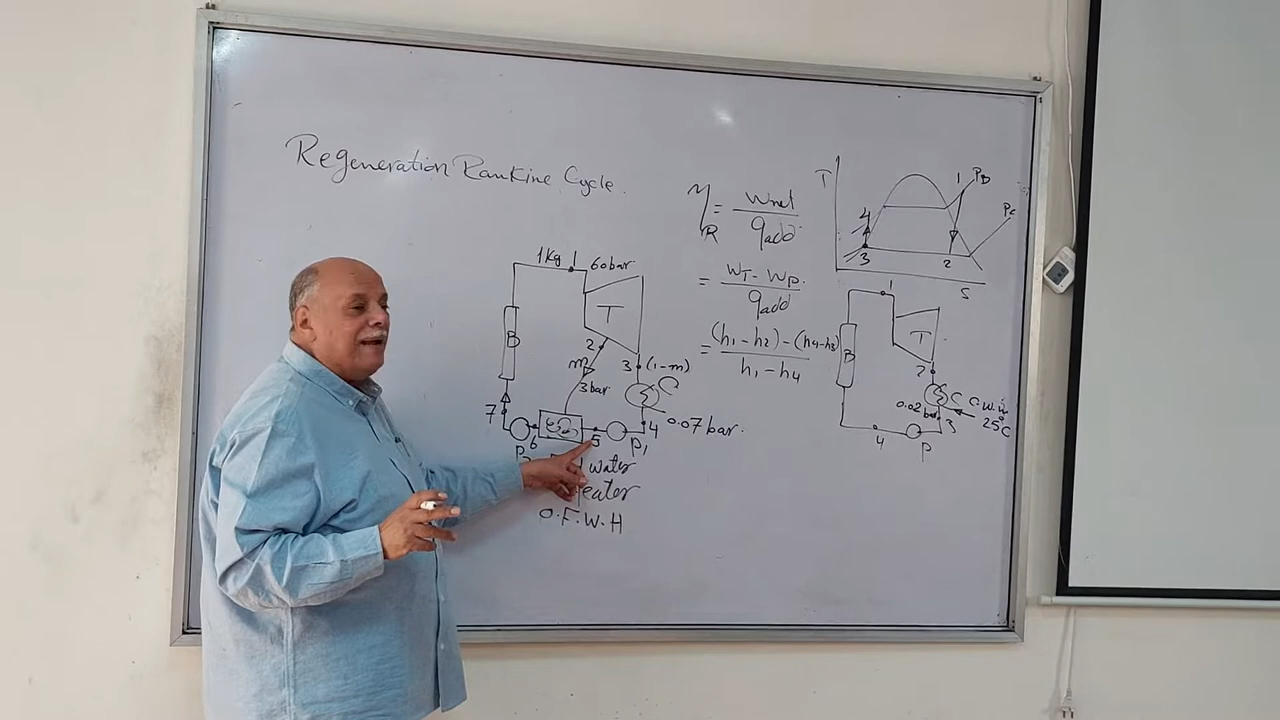 Regeneration Rankine Cycle.
1Kg 1 60bar
T
B
2
m
3bar
3 (1-m)
C
0.07 bar.
7
6
5
4
P1
water
O.F.W.H
η R = Wnet / qadd
= WT - WP. / qadd
= (h1 - h2) - (h4-h3) / h1 - h4
T
1 PB
PC
4
3
2
S
1
T
B
2
C C.W.in
0.02 bar
25°C
3
4
P